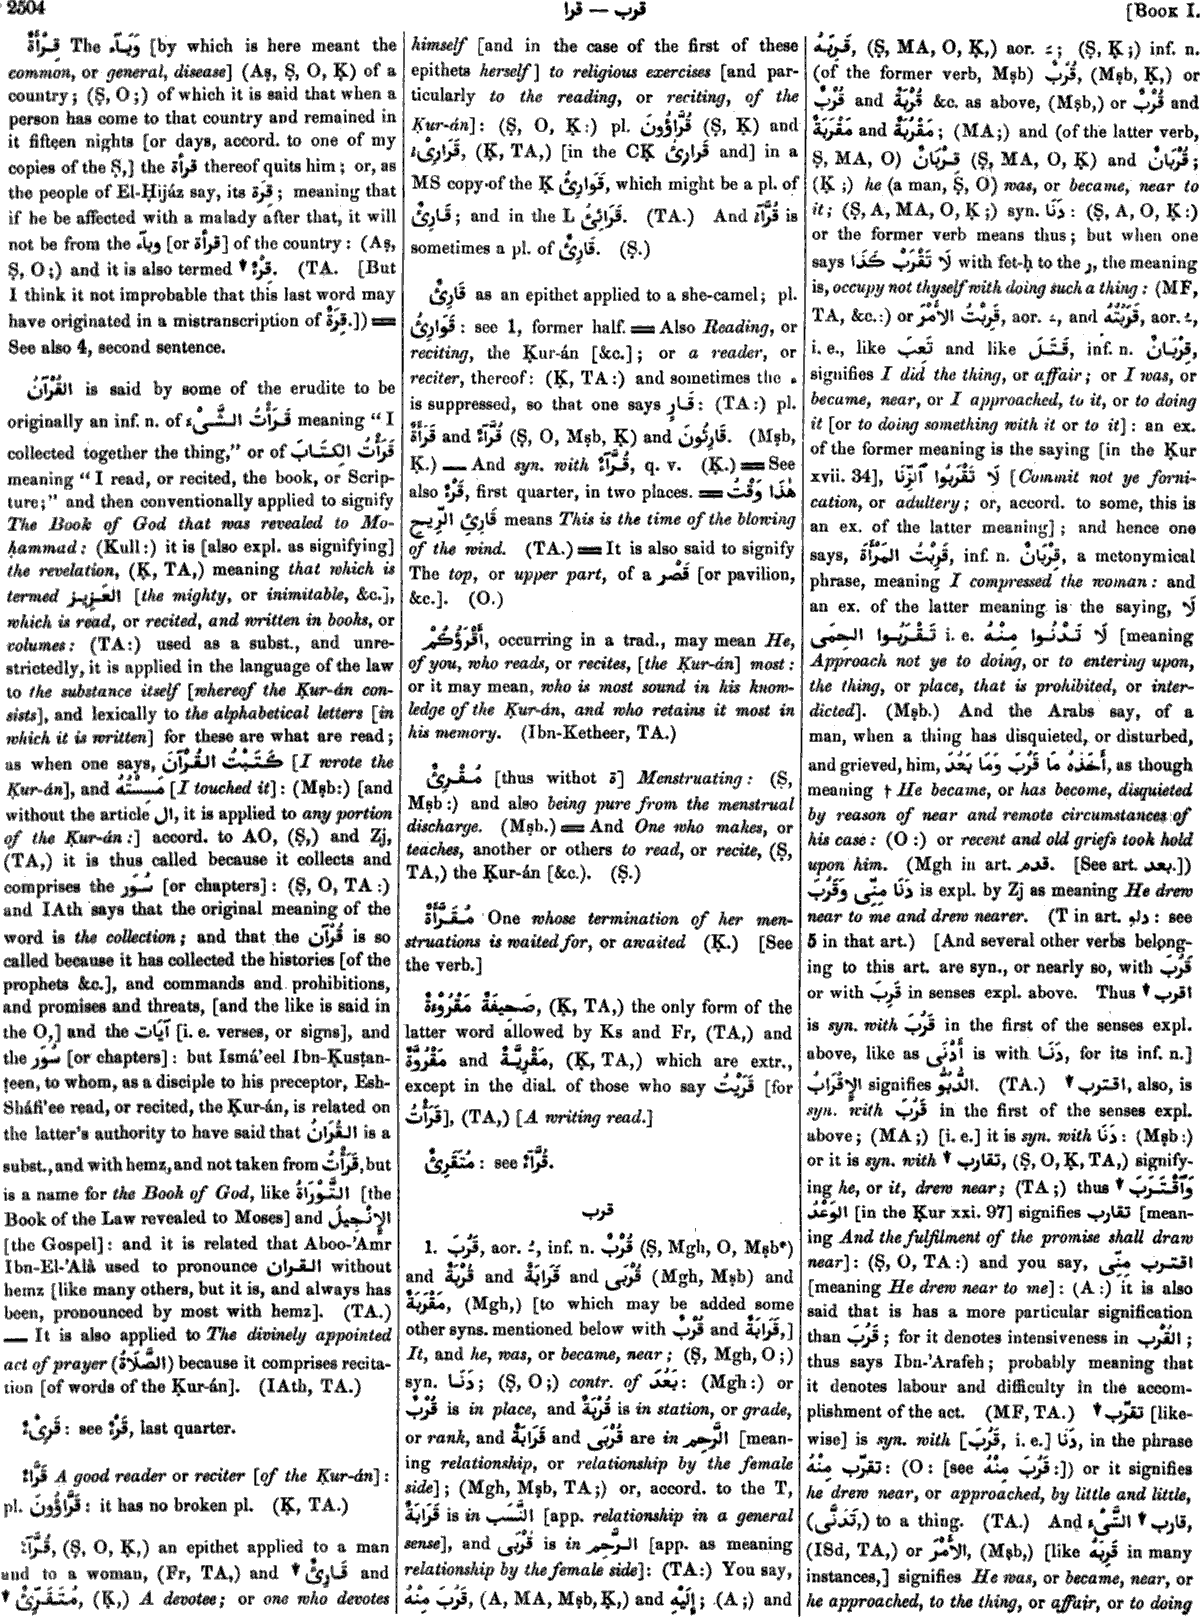 2504
قرب — قرا
[BOOK I.
قِرْأَةٌ The وَبَآء [by which is here meant the
common, or general, disease] (Aṣ, Ṣ, O, Ḳ) of a
country; (Ṣ, O;) of which it is said that when a
person has come to that country and remained in
it fifteen nights [or days, accord. to one of my
copies of the Ṣ,] the قرأة thereof quits him; or, as
the people of El-Ḥijáz say, its قِرَة; meaning that
if he be affected with a malady after that, it will
not be from the وبآء [or قرأة] of the country: (Aṣ,
Ṣ, O;) and it is also termed
(TA. [But
I think it not improbable that this last word may
have originated in a mistranscription of قِرَةٌ.]) ═
See also 4, second sentence.
القُرْآنُ is said by some of the erudite to be
originally an inf. n. of قَرَأْتُ الشَّىْءَ meaning “I
collected together the thing,” or of قَرَأْتُ الكِتَابَ
meaning “I read, or recited, the book, or Scrip-
ture;” and then conventionally applied to signify
The Book of God that was revealed to Mo-
ḥammad: (Kull:) it is [also expl. as signifying]
the revelation, (Ḳ, TA,) meaning that which is
termed العَزِيز [the mighty, or inimitable, &c.],
which is read, or recited, and written in books, or
volumes: (TA:) used as a subst., and unre-
strictedly, it is applied in the language of the law
to the substance itself [whereof the Ḳur-án con-
sists], and lexically to the alphabetical letters [in
which it is written] for these are what are read;
as when one says, كَتَبْتُ القُرْآنَ [I wrote the
Ḳur-án], and مَسِسْتُهُ [I touched it]: (Mṣb:) [and
without the article ال, it is applied to any portion
of the Ḳur-án:] accord. to AO, (Ṣ,) and Zj,
(TA,) it is thus called because it collects and
comprises the سُوَر [or chapters]: (Ṣ, O, TA:)
and IAth says that the original meaning of the
word is the collection; and that the قُرْآن is so
called because it has collected the histories [of the
prophets &c.], and commands and prohibitions,
and promises and threats, [and the like is said in
the O,] and the آيَات [i. e. verses, or signs], and
the سُوَر [or chapters]: but Ismá’eel Ibn-Ḳusṭan-
ṭeen, to whom, as a disciple to his preceptor, Esh-
Sháfi’ee read, or recited, the Ḳur-án, is related on
the latter’s authority to have said that القُرَانُ is a
subst., and with hemz, and not taken from قَرَأْتُ, but
is a name for the Book of God, like التَّوْرَاةُ [the
Book of the Law revealed to Moses] and الإِنْجِيلُ
[the Gospel]: and it is related that Aboo-’Amr
Ibn-El-’Alà used to pronounce القران without
hemz [like many others, but it is, and always has
been, pronounced by most with hemz]. (TA.)
— It is also applied to The divinely appointed
act of prayer (الصَّلَاةُ) because it comprises recita-
tion [of words of the Ḳur-án]. (IAth, TA.)
قَرِىْءٌ: see قَرْءٌ, last quarter.
قَرَّاءٌ A good reader or reciter [of the Ḳur-án]:
pl. قَرَّاؤُونَ: it has no broken pl. (Ḳ, TA.)
قُرَّآءٌ, (Ṣ, O, Ḳ,) an epithet applied to a man
and to a woman, (Fr, TA,) and ▼ قَارِئٌ and
▼ مُتَقَرِّئٌ, (Ḳ,) A devotee; or one who devotes
himself [and in the case of the first of these
epithets herself] to religious exercises [and par-
ticularly to the reading, or reciting, of the
Ḳur-án]: (Ṣ, O, Ḳ:) pl. قُرَّاؤُونَ (Ṣ, Ḳ) and
قَرَارِىْءُ, (Ḳ, TA,) [in the CḲ قَرارِئُ and] in a
MS copy of the Ḳ قَوارِئُ, which might be a pl. of
قَارِئٌ; and in the L قَرَائِئُ. (TA.) And قُرَّآءٌ is
sometimes a pl. of قَارِئٌ. (Ṣ.)
قَارِئٌ as an epithet applied to a she-camel; pl.
قَوَارِئُ: see 1, former half. ═ Also Reading, or
reciting, the Ḳur-án [&c.]; or a reader, or
reciter, thereof: (Ḳ, TA:) and sometimes the ء
is suppressed, so that one says قَارٍ: (TA:) pl.
قَرَأَةٌ and قُرَّآءٌ (Ṣ, O, Mṣb, Ḳ) and قَارِئُونَ. (Mṣb,
Ḳ.) — And syn. with قُرَّآءٌ, q. v. (Ḳ.) ═ See
also قَرْءٌ, first quarter, in two places. ═ هٰذَا وَقْتُ
قَارِئِ الرِّيحِ means This is the time of the blowing
of the wind. (TA.) ═ It is also said to signify
The top, or upper part, of a قَصْر [or pavilion,
&c.]. (O.)
أَقْرَؤُكُمْ, occurring in a trad., may mean He,
of you, who reads, or recites, [the Ḳur-án] most:
or it may mean, who is most sound in his know-
ledge of the Ḳur-án, and who retains it most in
his memory. (Ibn-Ketheer, TA.)
مُقْرِئٌ [thus withot ة] Menstruating: (Ṣ,
Mṣb:) and also being pure from the menstrual
discharge. (Mṣb.) ═ And One who makes, or
teaches, another or others to read, or recite, (Ṣ,
TA,) the Ḳur-án [&c.). (Ṣ.)
مُقَرَّأَةٌ One whose termination of her men-
struations is waited for, or awaited (Ḳ.) [See
the verb.]
صَحِيفَةٌ مَقْرُوْءَةٌ, (Ḳ, TA,) the only form of the
latter word allowed by Ks and Fr, (TA,) and
مَقْرُوَّةٌ and مَقْرِيَّةٌ, (Ḳ, TA,) which are extr.,
except in the dial. of those who say قَرَيْتُ [for
قَرَأْتُ], (TA,) [A writing read.]
مُتَقَرِّئٌ: see قُرَّآءٌ.
قرب
1. قَرُبَ, aor. ـُ, inf. n. قُرْبٌ (Ṣ, Mgh, O, Mṣb*)
and قُرْبَةٌ and قَرَابَةٌ and قُرْبَى (Mgh, Mṣb) and
مَقْرَبَةٌ, (Mgh,) [to which may be added some
other syns. mentioned below with قُرْبٌ and قَرَابَةٌ,]
It, and he, was, or became, near; (Ṣ, Mgh, O;)
syn. دَنَا; (Ṣ, O;) contr. of بَعُدَ: (Mgh:) or
قُرْبٌ is in place, and قُرْبَةٌ is in station, or grade,
or rank, and قَرَابَةٌ and قُرْبَى are in الرَّحِم [mean-
ing relationship, or relationship by the female
side]; (Mgh, Mṣb, TA;) or, accord. to the T,
قَرَابَةٌ is in النَّسَب [app. relationship in a general
sense], and قُرْبَى is in الرَّحِم [app. as meaning
relationship by the female side]: (TA:) You say,
قَرُبَ مِنْهُ, (A, MA, Mṣb, Ḳ,) and إِلَيْهِ; (A;) and
قَرِبَهُ, (Ṣ, MA, O, Ḳ,) aor. ـَ; (Ṣ, Ḳ;) inf. n.
(of the former verb, Mṣb) قُرْبٌ, (Mṣb, Ḳ,) or
قُرْبٌ and قُرْبَةٌ &c. as above, (Mṣb,) or قُرْبٌ and
مَقْرَبَةٌ and مَقْرُبَةٌ; (MA;) and (of the latter verb,
Ṣ, MA, O) قِرْبَانٌ (Ṣ, MA, O, Ḳ) and قُرْبَانٌ;
(Ḳ;) he (a man, Ṣ, O) was, or became, near to
it; (Ṣ, A, MA, O, Ḳ;) syn. دَنَا: (Ṣ, A, O, Ḳ:)
or the former verb means thus; but when one
says لَا تَقْرَبْ كَذَا with fet-ḥ to the ر, the meaning
is, occupy not thyself with doing such a thing: (MF,
TA, &c.:) or قَرِبْتُ الأَمْرَ, aor. ـَ, and قَرَبْتُهُ, aor. ـُ,
i. e., like تَعِبَ and like قَتَلَ, inf. n. قِرْبَانٌ,
signifies I did the thing, or affair; or I was, or
became, near, or I approached, to it, or to doing
it [or to doing something with it or to it]: an ex.
of the former meaning is the saying [in the Ḳur
xvii. 34], لَا تَقْرَبُوا ٱلزِّنَا [Commit not ye forni-
cation, or adultery; or, accord. to some, this is
an ex. of the latter meaning]; and hence one
says, قَرِبْتُ المَرْأَةَ, inf. n. قِرْبَانٌ, a metonymical
phrase, meaning I compressed the woman: and
an ex. of the latter meaning is the saying, لَا
تَقْرَبُوا الحِمَى i. e. لَا تَدْنُوا مِنْهُ [meaning
Approach not ye to doing, or to entering upon,
the thing, or place, that is prohibited, or inter-
dicted]. (Mṣb.) And the Arabs say, of a
man, when a thing has disquieted, or disturbed,
and grieved, him, أَخَذَهُ مَا قَرُبَ وَمَا بَعُدَ, as though
meaning † He became, or has become, disquieted
by reason of near and remote circumstances of
his case: (O:) or recent and old griefs took hold
upon him. (Mgh in art. قدم. [See art. بعد.])
دَنَا مِنِّى وَقَرُبَ is expl. by Zj as meaning He drew
near to me and drew nearer. (T in art. دلو: see
5 in that art.) [And several other verbs belong-
ing to this art. are syn., or nearly so, with قَرُبَ
or with قَرِبَ in senses expl. above. Thus ▼ اقرب
is syn. with قَرُبَ in the first of the senses expl.
above, like as أَدْنَى is with دَنَا, for its inf. n.]
الإِقْرَابُ signifies الدُّنُوُّ. (TA.) ▼ اقترب, also, is
syn. with قَرُبَ in the first of the senses expl.
above; (MA;) [i. e.] it is syn. with دَنَا: (Mṣb:)
or it is syn. with ▼ تقارب, (Ṣ, O, Ḳ, TA,) signify-
ing he, or it, drew near; (TA;) thus ▼ وَٱقْتَرَبَ
الوَعْدُ [in the Ḳur xxi. 97] signifies تقارب [mean-
ing And the fulfilment of the promise shall draw
near]: (Ṣ, O, TA:) and you say, اقترب مِنِّى
[meaning He drew near to me]: (A:) it is also
said that is has a more particular signification
than قَرُبَ; for it denotes intensiveness in القُرْب;
thus says Ibn-’Arafeh; probably meaning that
it denotes labour and difficulty in the accom-
plishment of the act. (MF, TA.) ▼ تقرّب [like-
wise] is syn. with [قَرُبَ, i. e.] دَنَا, in the phrase
تقرّب مِنْهُ: (O: [see قَرُبَ مِنْهُ:]) or it signifies
he drew near, or approached, by little and little,
(تَدَنَّى,) to a thing. (TA.) And ▼ قارب الشَّىْءَ,
(ISd, TA,) or الأَمْرَ, (Mṣb,) [like قَرِبَهُ in many
instances,] signifies He was, or became, near, or
he approached, to the thing, or affair, or to doing